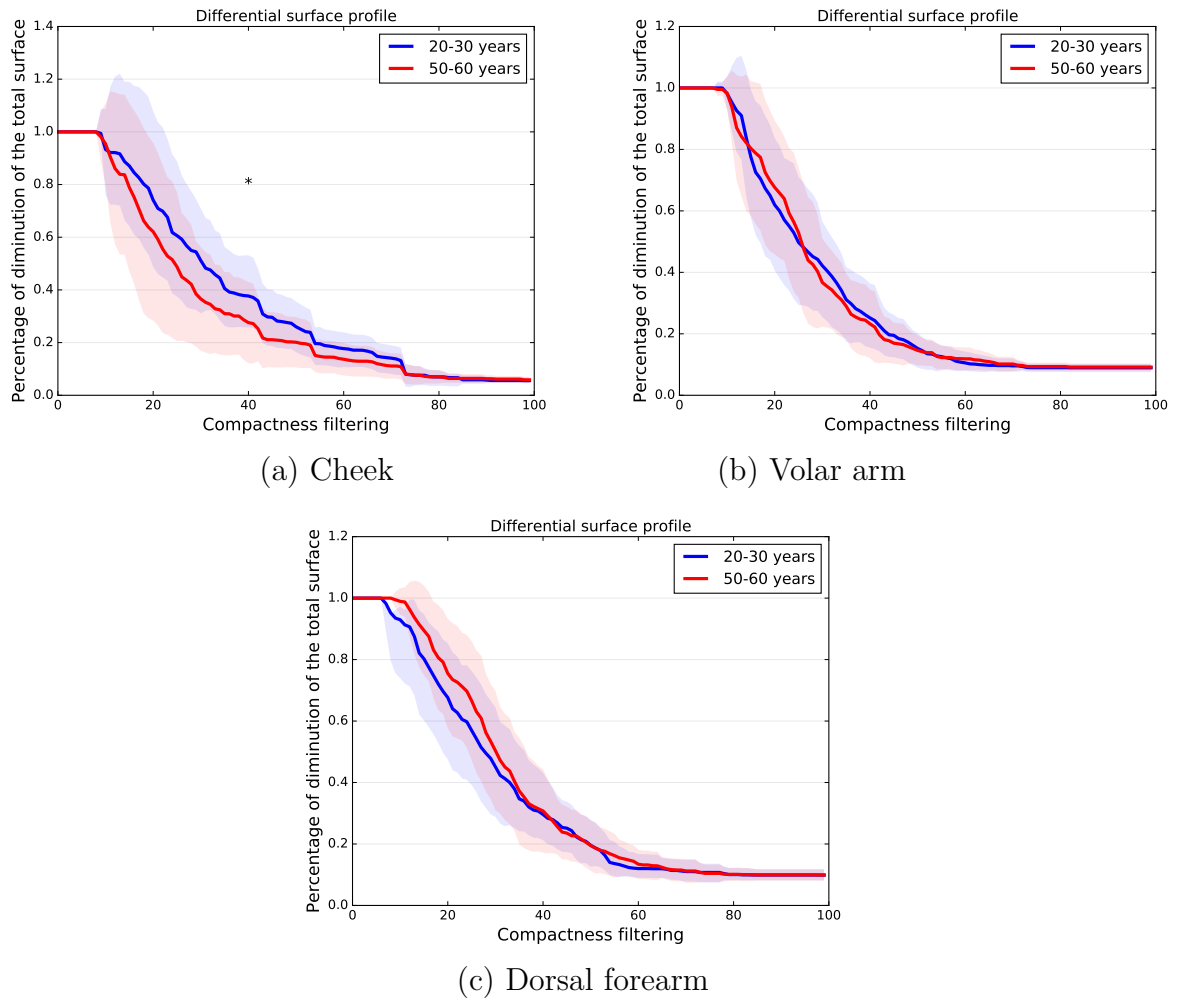 Differential surface profile
1.4
1.2
1.0
0.8
0.6
0.4
0.2
0.0
Percentage of diminution of the total surface
20-30 years
50-60 years
*
0 20 40 60 80 100
Compactness filtering
(a) Cheek
Differential surface profile
1.2
1.0
0.8
0.6
0.4
0.2
0.0
Percentage of diminution of the total surface
20-30 years
50-60 years
0 20 40 60 80 100
Compactness filtering
(b) Volar arm
Differential surface profile
1.2
1.0
0.8
0.6
0.4
0.2
0.0
Percentage of diminution of the total surface
20-30 years
50-60 years
0 20 40 60 80 100
Compactness filtering
(c) Dorsal forearm